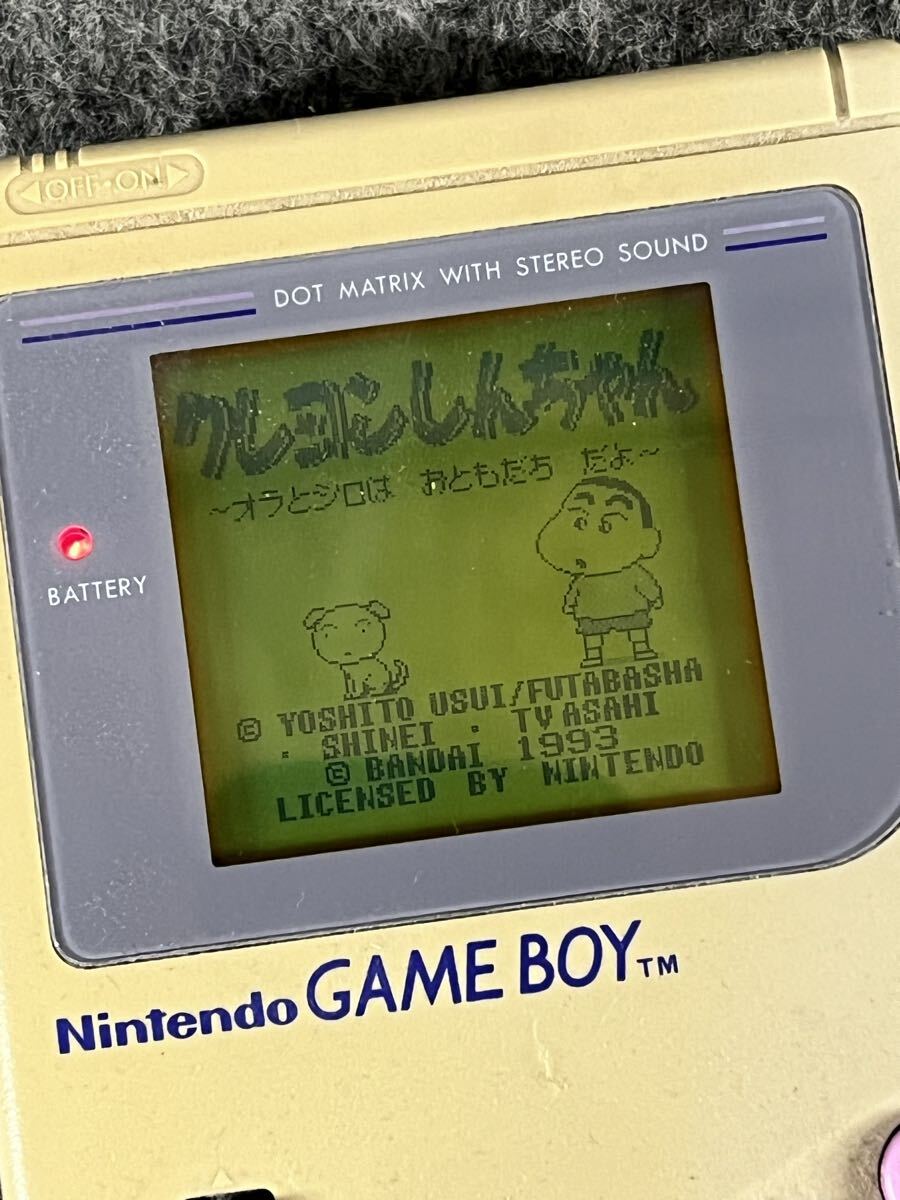 OFF•ON
DOT MATRIX WITH STEREO SOUND
クレヨンしんちゃん
〜オラとシロは おともだち だよ〜
BATTERY
© YOSHITO USUI/FUTABASHA
. SHINEI . TV ASAHI
© BANDAI 1993
LICENSED BY NINTENDO
Nintendo GAME BOY TM